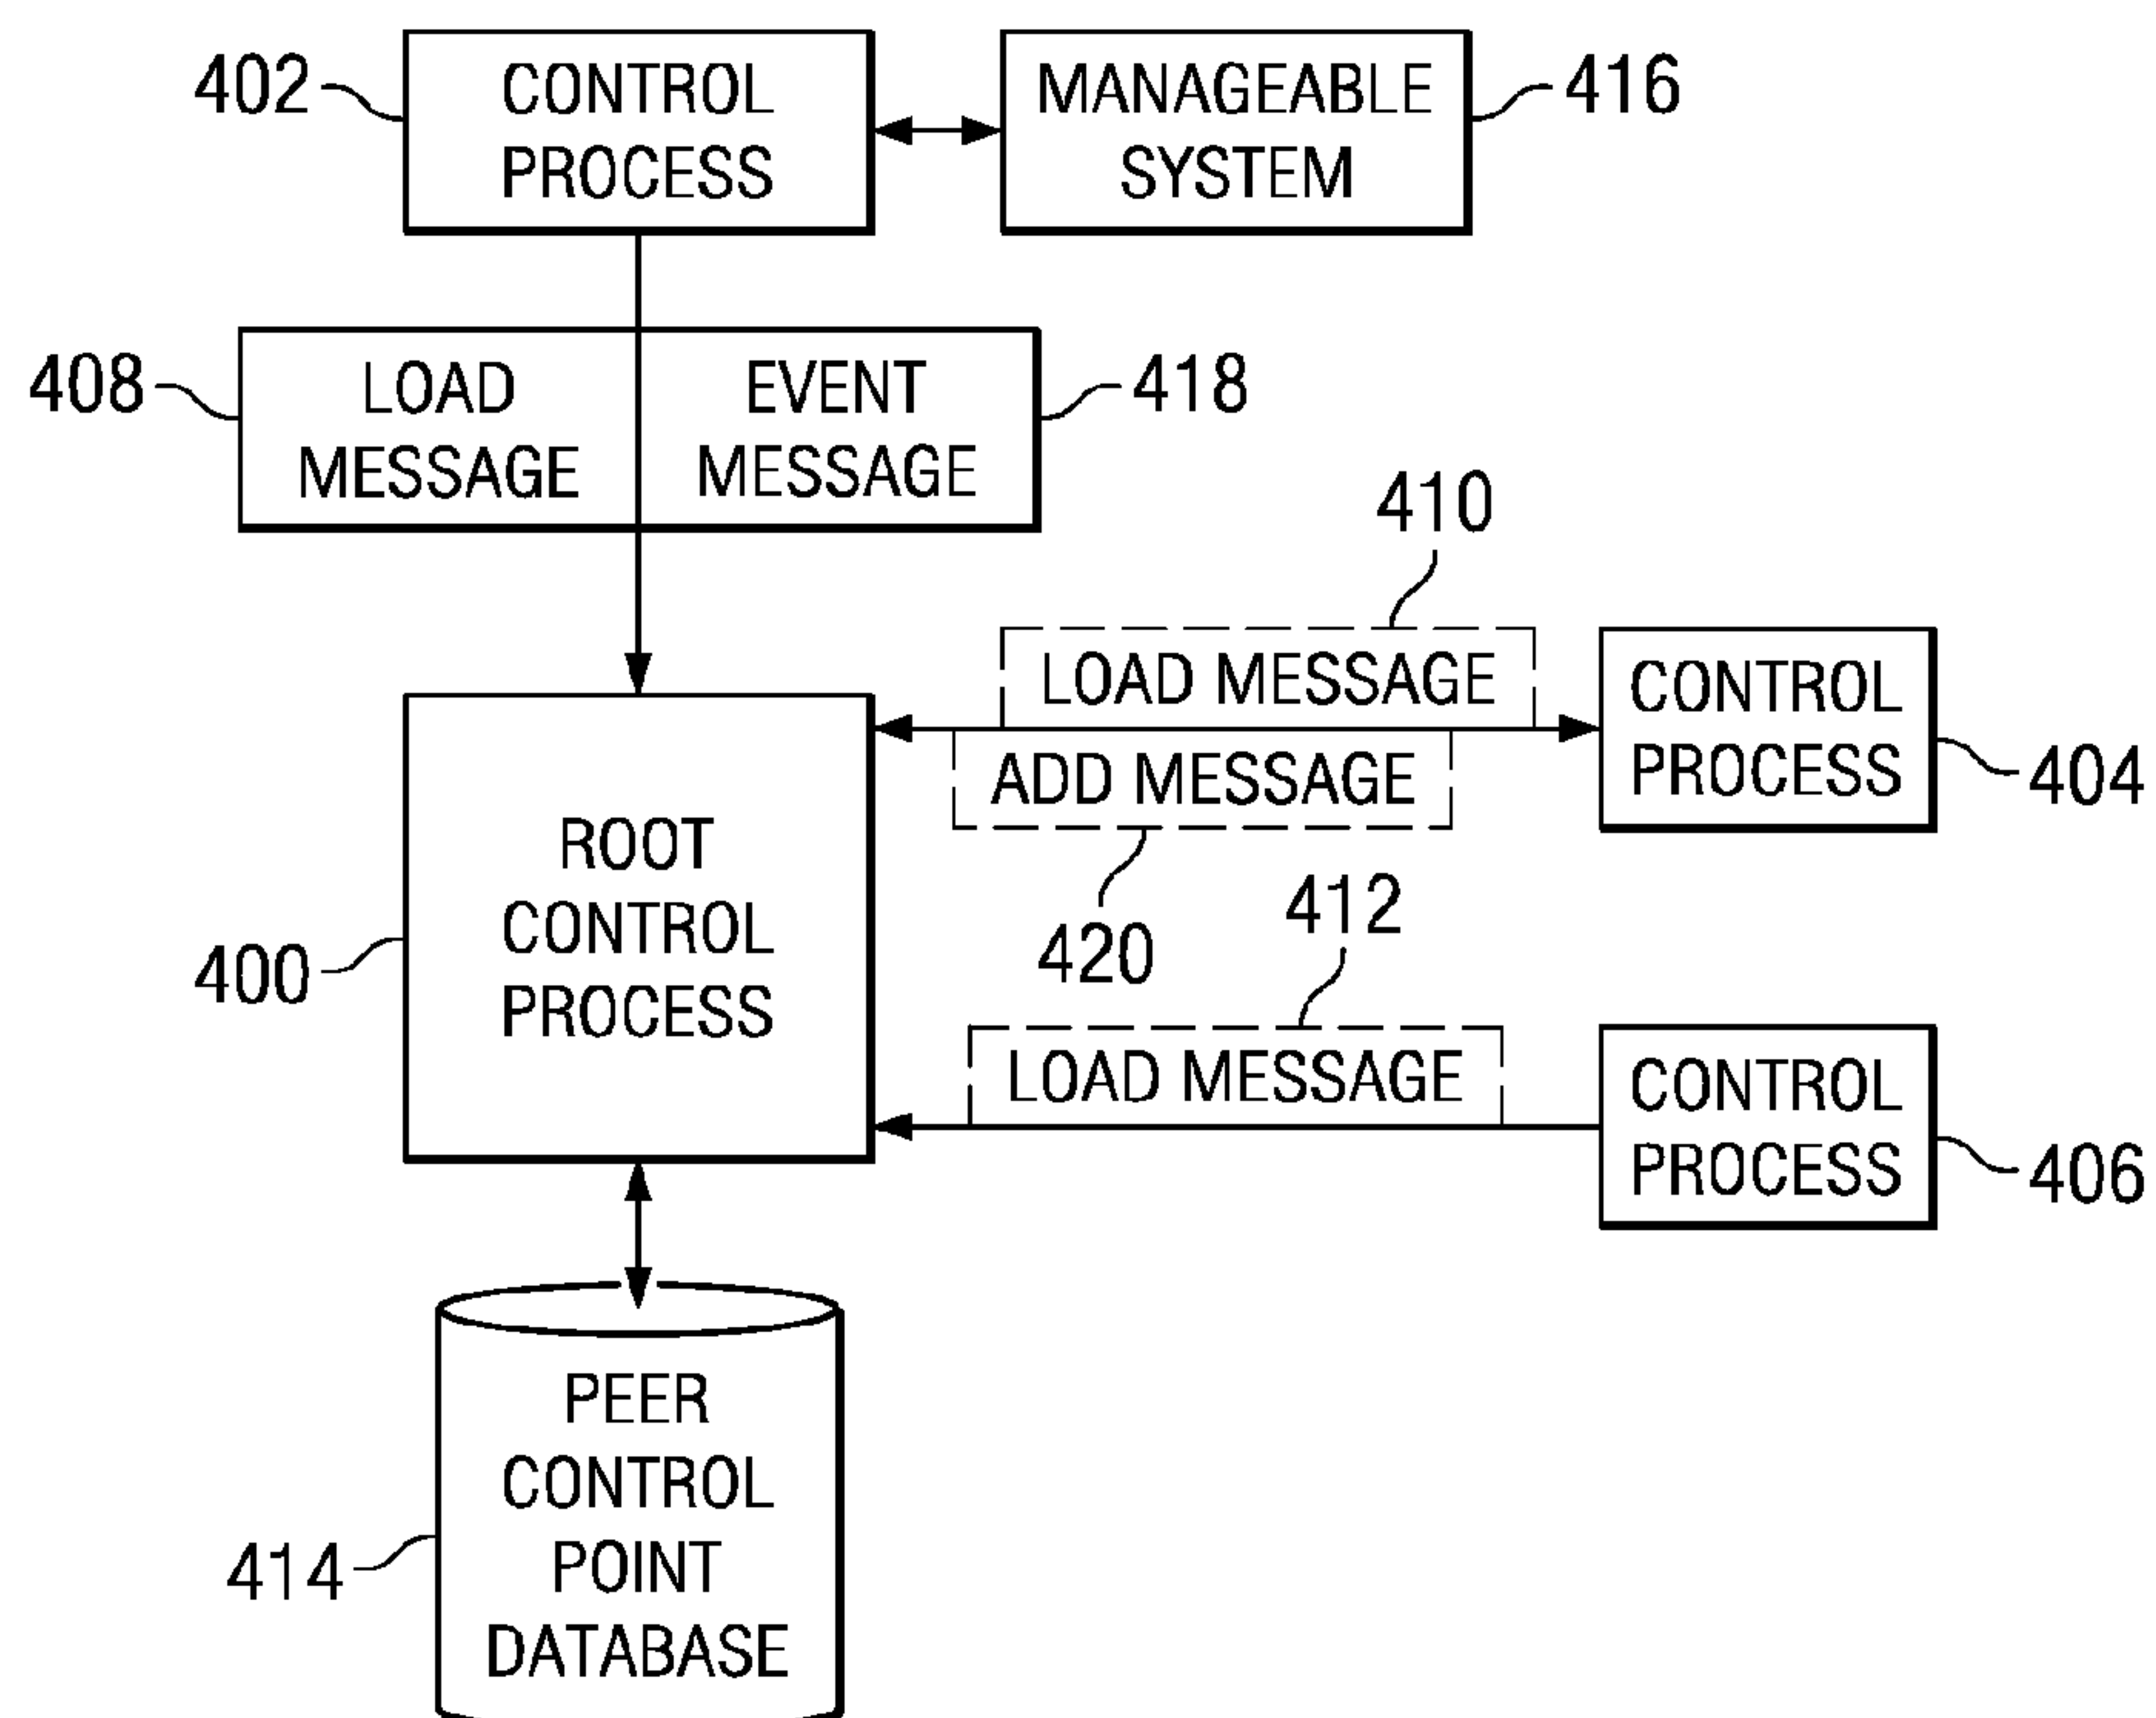 402
CONTROL
PROCESS
MANAGEABLE
SYSTEM
416
408
LOAD
MESSAGE
EVENT
MESSAGE
418
410
LOAD MESSAGE
ADD MESSAGE
CONTROL
PROCESS
404
420
400
ROOT
CONTROL
PROCESS
412
LOAD MESSAGE
CONTROL
PROCESS
406
414
PEER
CONTROL
POINT
DATABASE